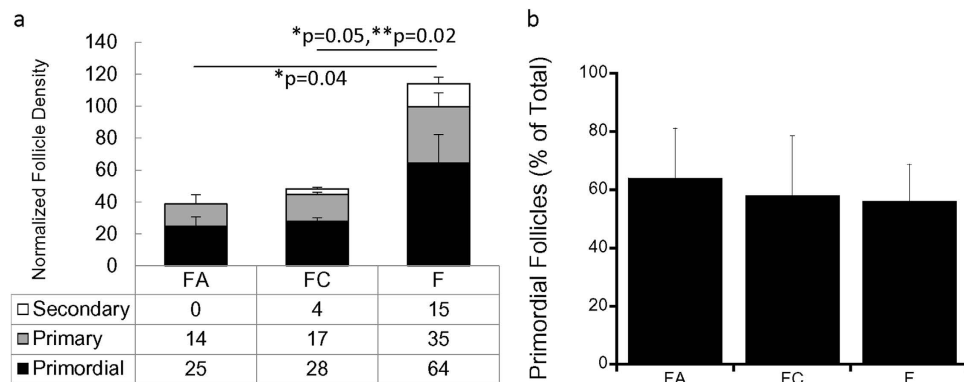 a
*p=0.05,**p=0.02
*p=0.04
Normalized Follicle Density
140
120
100
80
60
40
20
0
FA FC F
Secondary 0 4 15
Primary 14 17 35
Primordial 25 28 64
b
Primordial Follicles (% of Total)
100
80
60
40
20
0
FA FC F